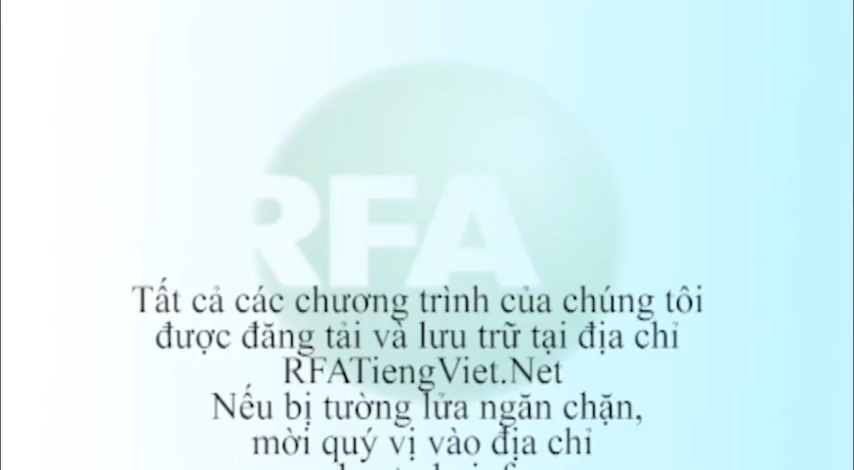 RFA
Tất cả các chương trình của chúng tôi
được đăng tải và lưu trữ tại địa chỉ
RFATiengViet.Net
Nếu bị tường lửa ngăn chặn,
mời quý vị vào địa chỉ